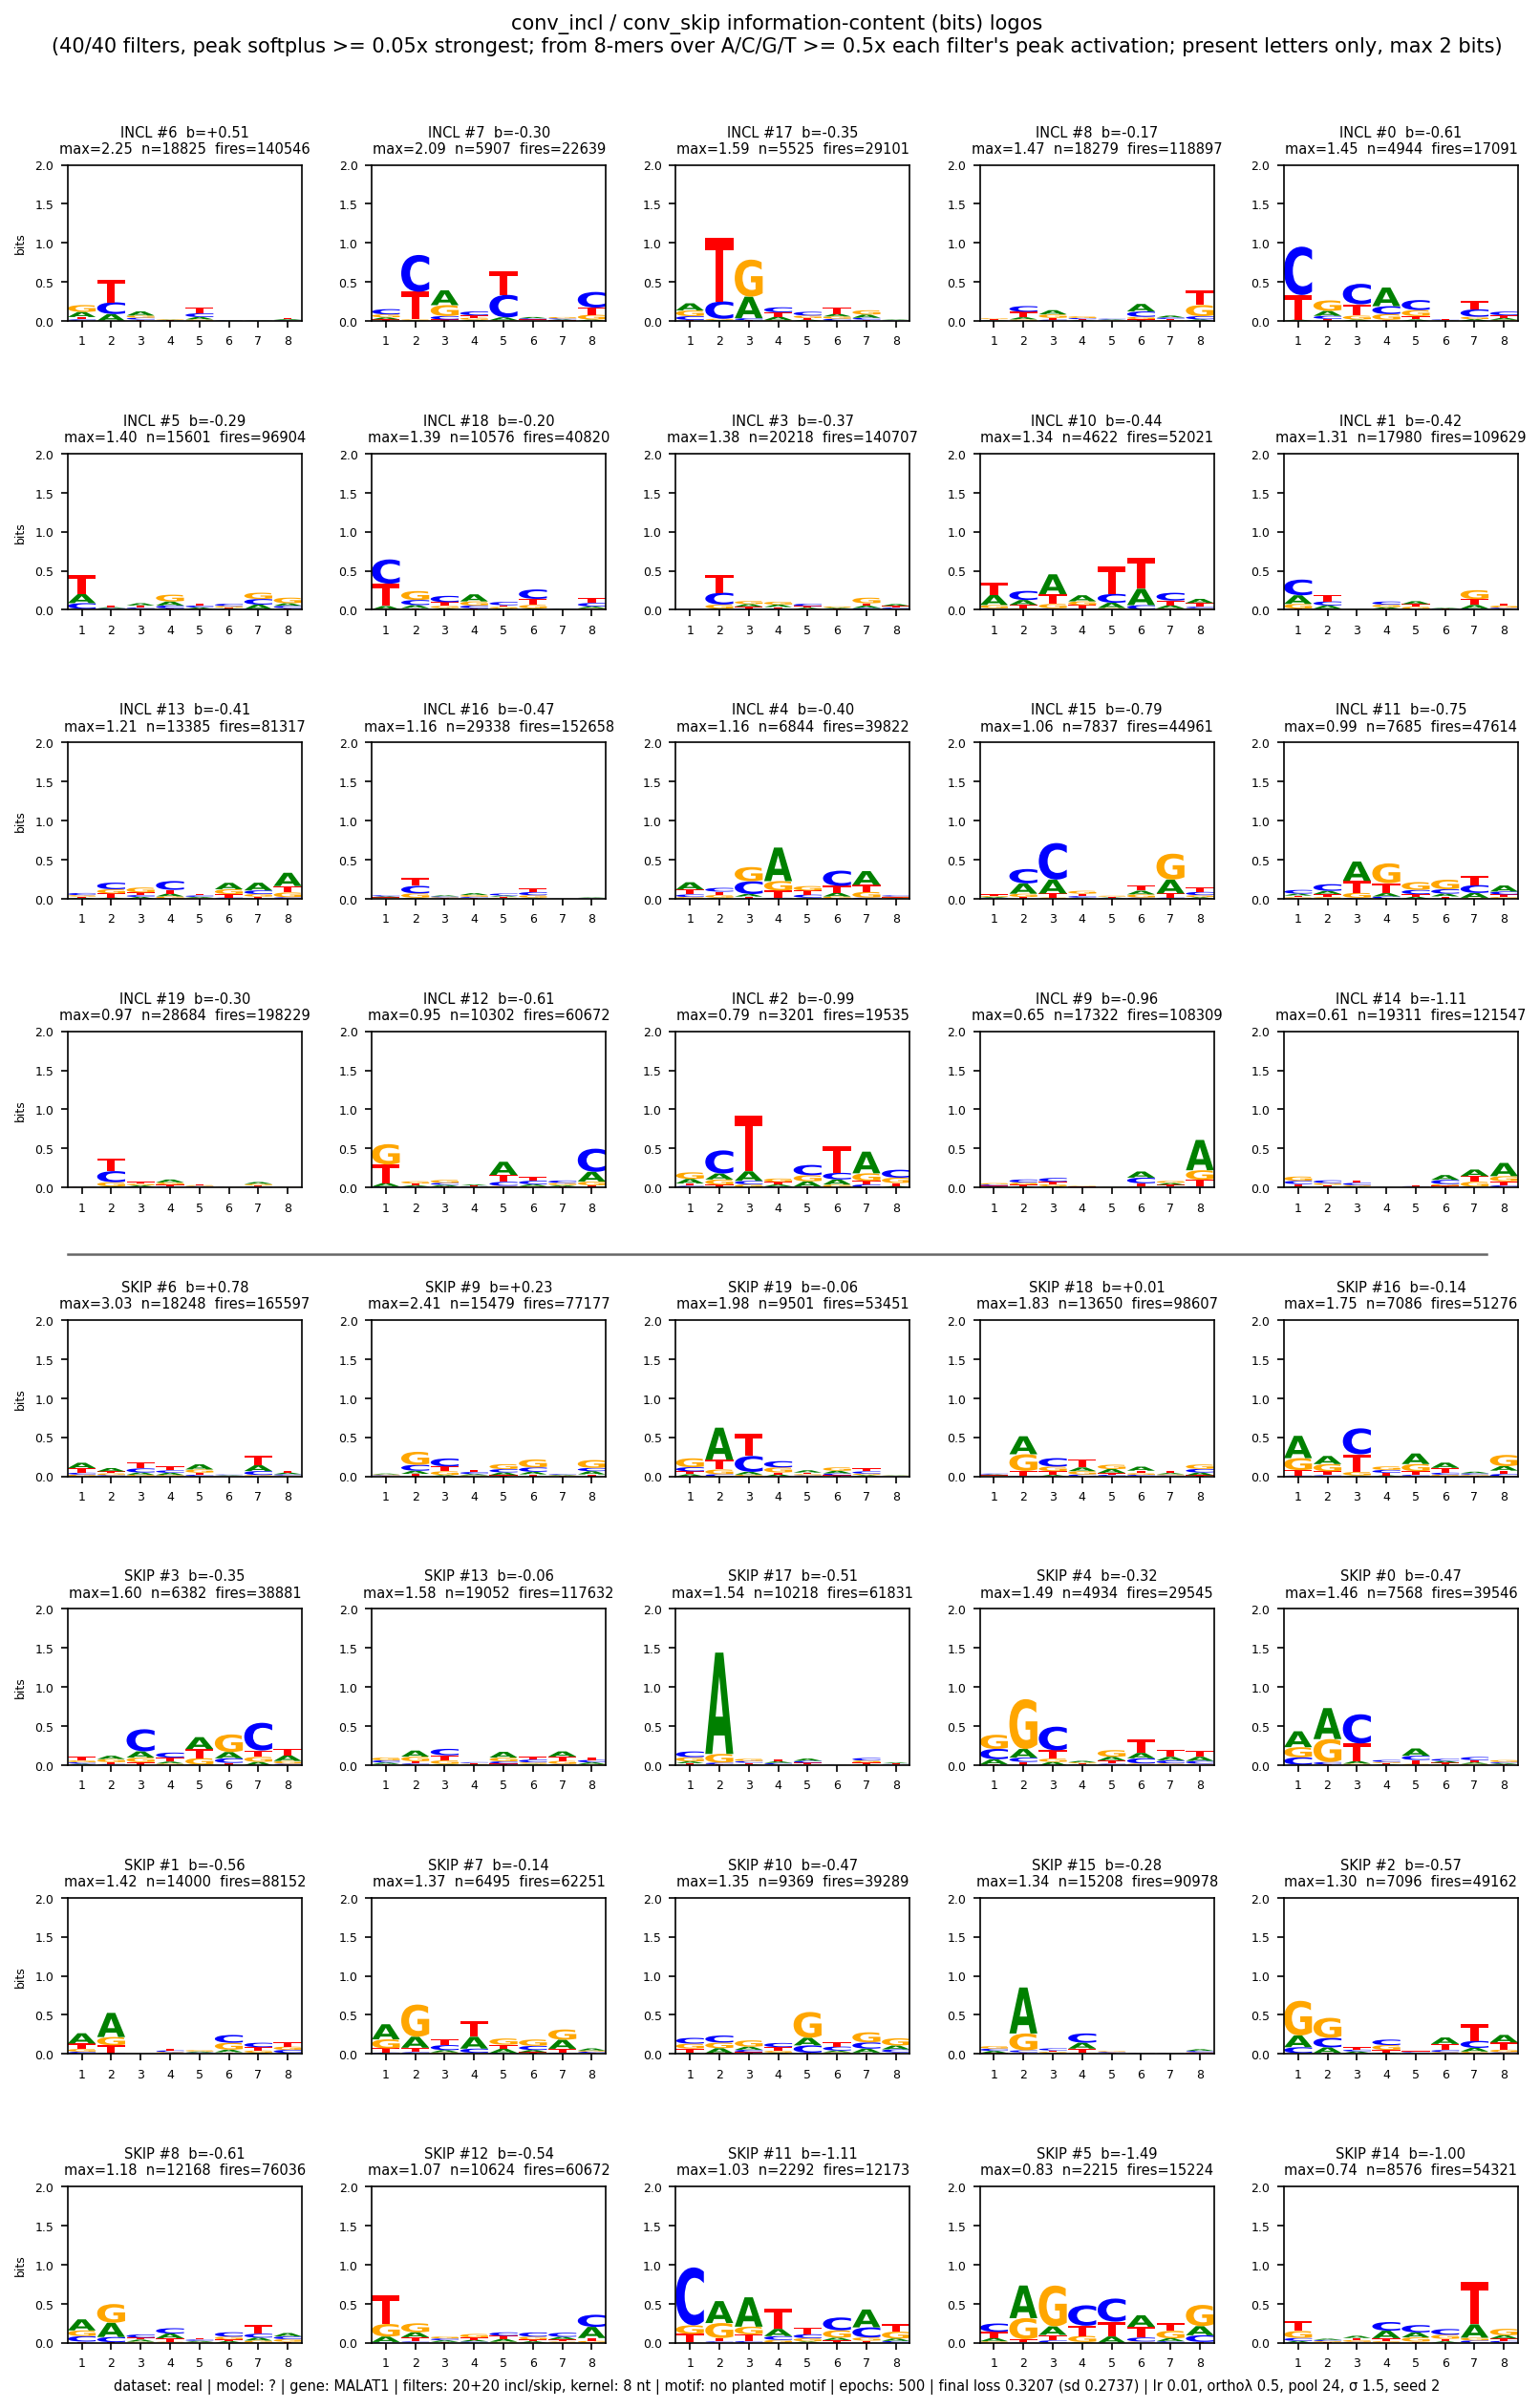 conv_incl / conv_skip information-content (bits) logos
(40/40 filters, peak softplus >= 0.05x strongest; from 8-mers over A/C/G/T >= 0.5x each filter's peak activation; present letters only, max 2 bits)
INCL #6 b=+0.51
max=2.25 n=18825 fires=140546
INCL #7 b=-0.30
max=2.09 n=5907 fires=22639
INCL #17 b=-0.35
max=1.59 n=5525 fires=29101
INCL #8 b=-0.17
max=1.47 n=18279 fires=118897
INCL #0 b=-0.61
max=1.45 n=4944 fires=17091
INCL #5 b=-0.29
max=1.40 n=15601 fires=96904
INCL #18 b=-0.20
max=1.39 n=10576 fires=40820
INCL #3 b=-0.37
max=1.38 n=20218 fires=140707
INCL #10 b=-0.44
max=1.34 n=4622 fires=52021
INCL #1 b=-0.42
max=1.31 n=17980 fires=109629
INCL #13 b=-0.41
max=1.21 n=13385 fires=81317
INCL #16 b=-0.47
max=1.16 n=29338 fires=152658
INCL #4 b=-0.40
max=1.16 n=6844 fires=39822
INCL #15 b=-0.79
max=1.06 n=7837 fires=44961
INCL #11 b=-0.75
max=0.99 n=7685 fires=47614
INCL #19 b=-0.30
max=0.97 n=28684 fires=198229
INCL #12 b=-0.61
max=0.95 n=10302 fires=60672
INCL #2 b=-0.99
max=0.79 n=3201 fires=19535
INCL #9 b=-0.96
max=0.65 n=17322 fires=108309
INCL #14 b=-1.11
max=0.61 n=19311 fires=121547
SKIP #6 b=+0.78
max=3.03 n=18248 fires=165597
SKIP #9 b=+0.23
max=2.41 n=15479 fires=77177
SKIP #19 b=-0.06
max=1.98 n=9501 fires=53451
SKIP #18 b=+0.01
max=1.83 n=13650 fires=98607
SKIP #16 b=-0.14
max=1.75 n=7086 fires=51276
SKIP #3 b=-0.35
max=1.60 n=6382 fires=38881
SKIP #13 b=-0.06
max=1.58 n=19052 fires=117632
SKIP #17 b=-0.51
max=1.54 n=10218 fires=61831
SKIP #4 b=-0.32
max=1.49 n=4934 fires=29545
SKIP #0 b=-0.47
max=1.46 n=7568 fires=39546
SKIP #1 b=-0.56
max=1.42 n=14000 fires=88152
SKIP #7 b=-0.14
max=1.37 n=6495 fires=62251
SKIP #10 b=-0.47
max=1.35 n=9369 fires=39289
SKIP #15 b=-0.28
max=1.34 n=15208 fires=90978
SKIP #2 b=-0.57
max=1.30 n=7096 fires=49162
SKIP #8 b=-0.61
max=1.18 n=12168 fires=76036
SKIP #12 b=-0.54
max=1.07 n=10624 fires=60672
SKIP #11 b=-1.11
max=1.03 n=2292 fires=12173
SKIP #5 b=-1.49
max=0.83 n=2215 fires=15224
SKIP #14 b=-1.00
max=0.74 n=8576 fires=54321
dataset: real | model: ? | gene: MALAT1 | filters: 20+20 incl/skip, kernel: 8 nt | motif: no planted motif | epochs: 500 | final loss 0.3207 (sd 0.2737) | lr 0.01, orthoλ 0.5, pool 24, σ 1.5, seed 2